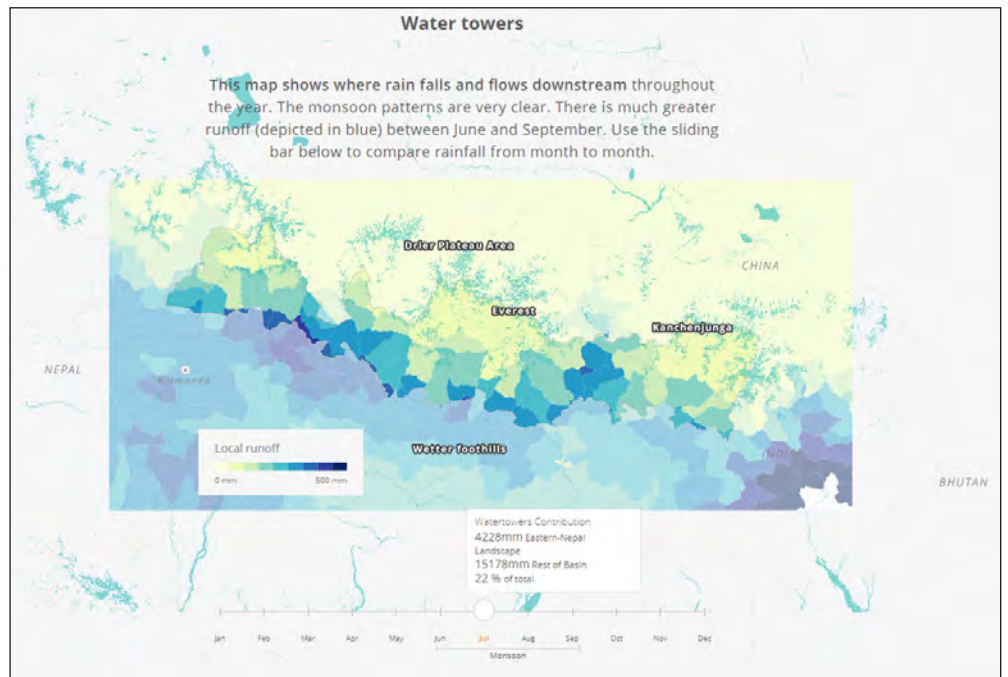 Water towers
This map shows where rain falls and flows downstream throughout
the year. The monsoon patterns are very clear. There is much greater
runoff (depicted in blue) between June and September. Use the sliding
bar below to compare rainfall from month to month.
Drier Plateau Area
CHINA
Everest
Kanchenjunga
NEPAL
Local runoff
0 mm 500 mm
Wetter foothills
BHUTAN
Watertowers Contribution
4228mm Eastern-Nepal
Landscape
15178mm Rest of Basin
22 % of total
Jan Feb Mar Apr May Jun Jul Aug Sep Oct Nov Dec
Monsoon